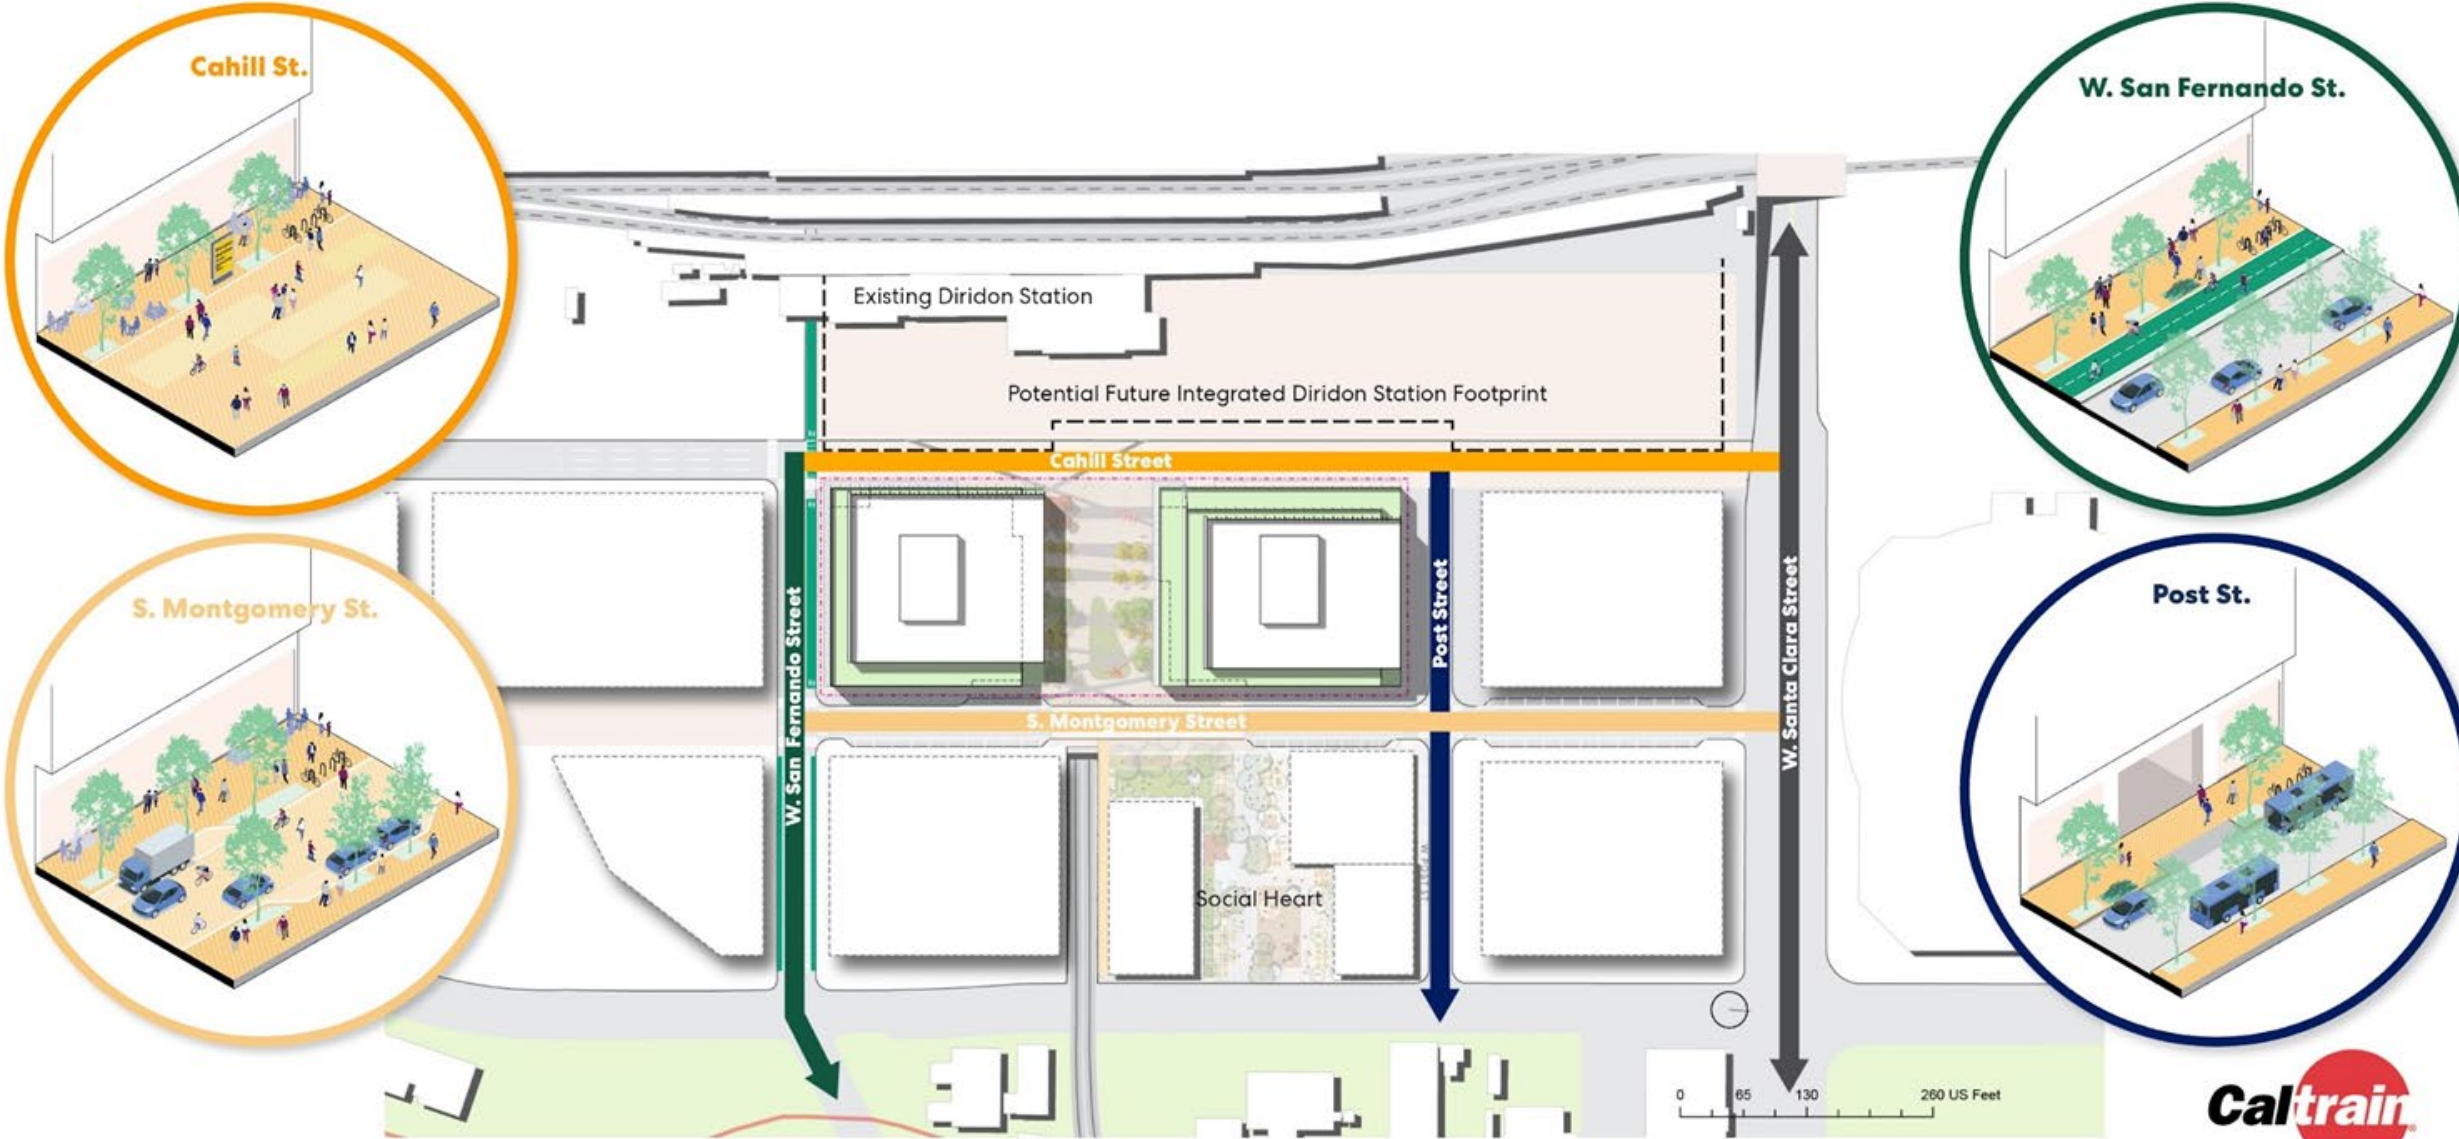 Cahill St.
W. San Fernando St.
Existing Diridon Station
Potential Future Integrated Diridon Station Footprint
Cahill Street
S. Montgomery St.
Post St.
W. San Fernando Street
Post Street
W. Santa Clara Street
S. Montgomery Street
Social Heart
0 65 130 260 US Feet
Caltrain